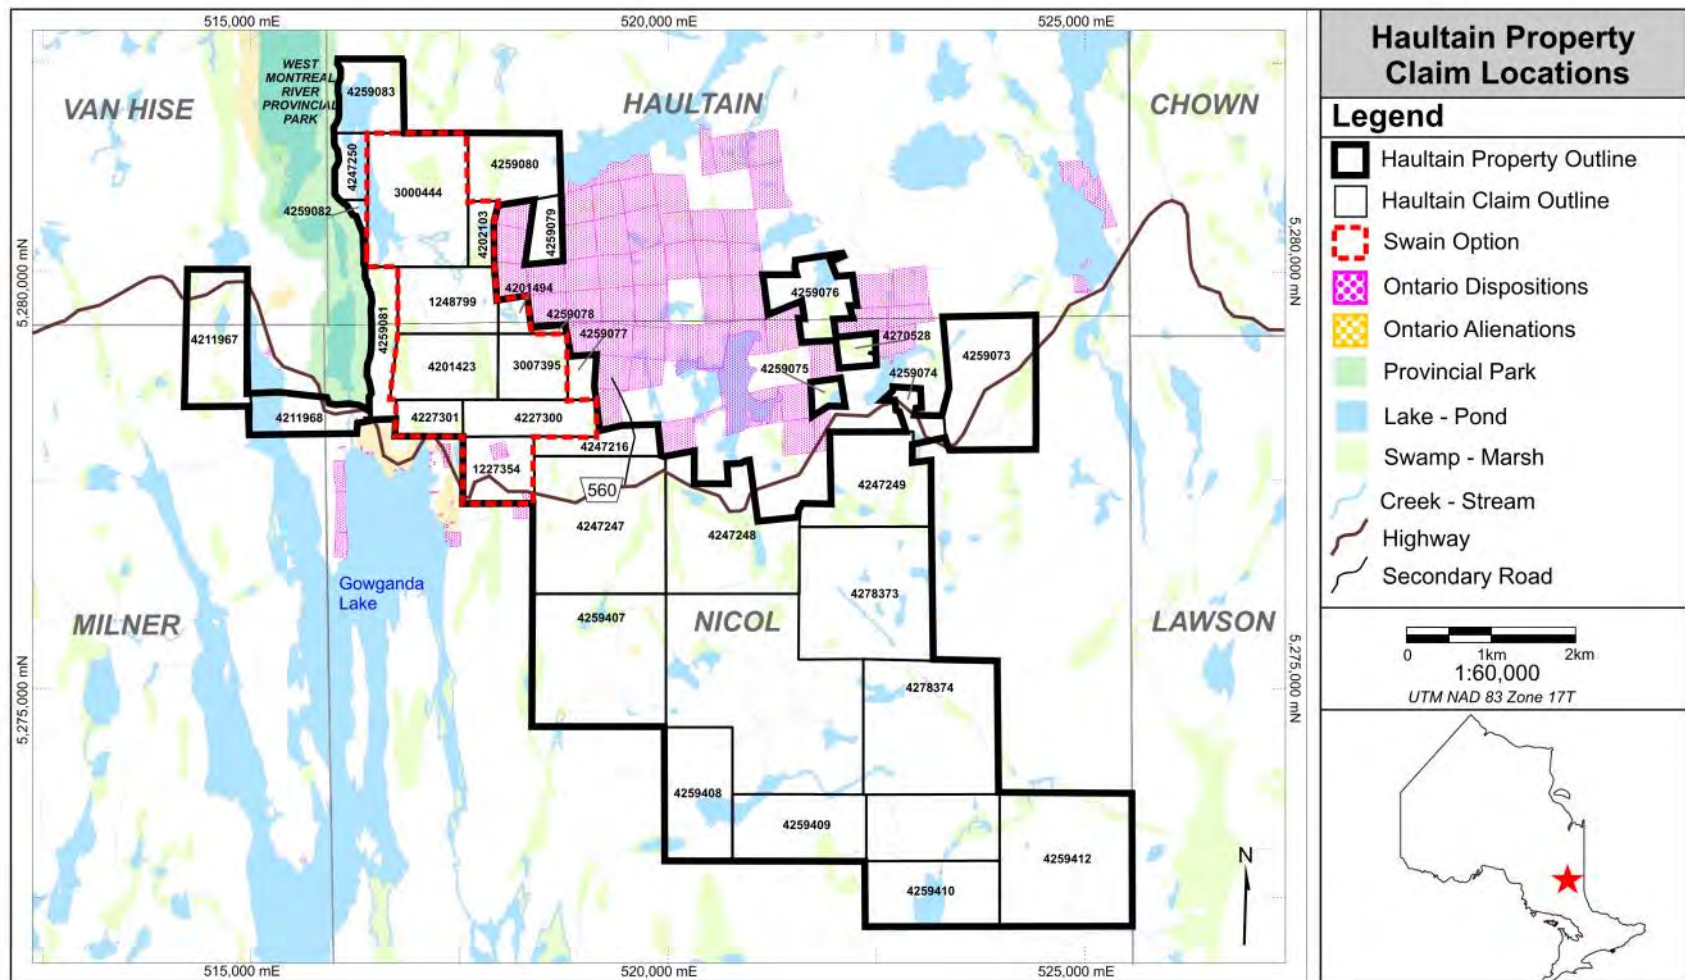 515,000 mE
520,000 mE
525,000 mE
Haultain Property
Claim Locations
Legend
Haultain Property Outline
Haultain Claim Outline
Swain Option
Ontario Dispositions
Ontario Alienations
Provincial Park
Lake - Pond
Swamp - Marsh
Creek - Stream
Highway
Secondary Road
0 1km 2km
1:60,000
UTM NAD 83 Zone 17T
WEST
MONTREAL
RIVER
PROVINCIAL
PARK
VAN HISE
HAULTAIN
CHOWN
4259083
4247250
4259080
3000444
4259082
4202103
4259079
5,280,000 mN
5,280,000 mN
4201494
4259076
1248799
4259078
4259081
4259077
4211967
4270528
4259073
4201423
3007395
4259075
4259074
4211968
4227301
4227300
4247216
1227354
560
4247249
4247247
4247248
Gowganda
Lake
4278373
4259407
MILNER
NICOL
LAWSON
5,275,000 mN
5,275,000 mN
4278374
4259408
4259409
4259412
4259410
N
515,000 mE
520,000 mE
525,000 mE